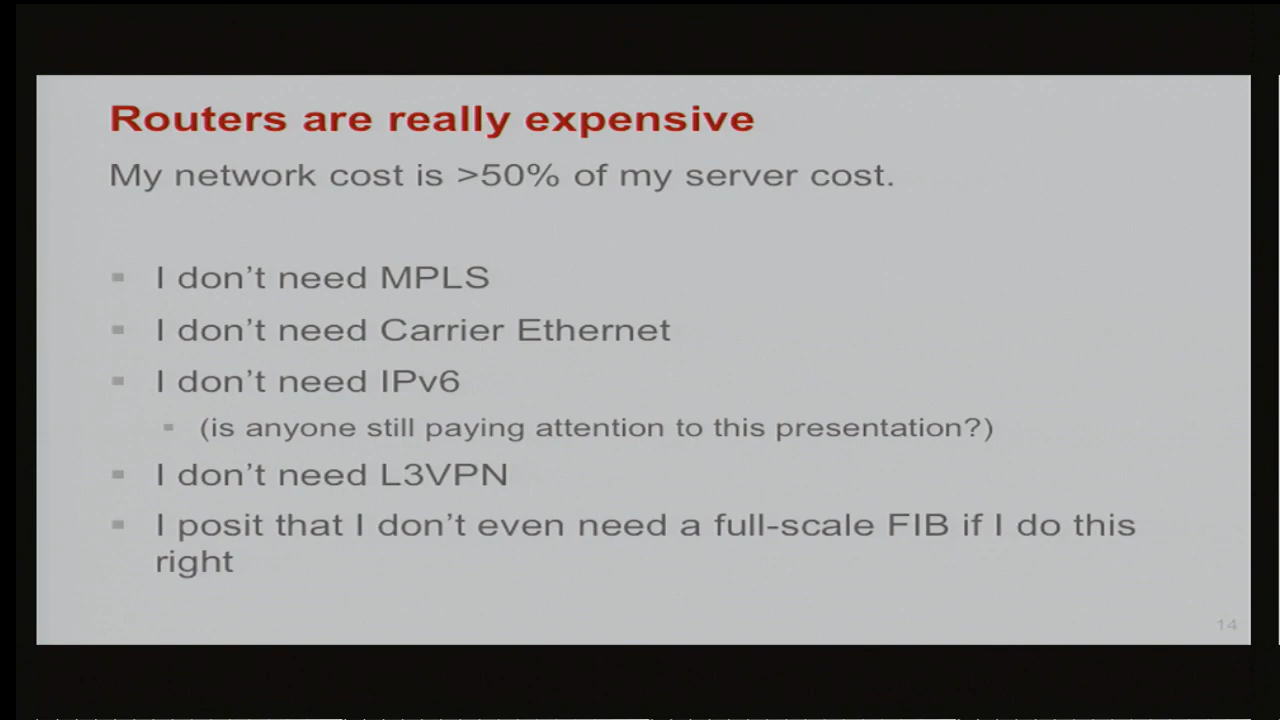 Routers are really expensive
My network cost is >50% of my server cost.
I don't need MPLS
I don't need Carrier Ethernet
I don't need IPv6
(is anyone still paying attention to this presentation?)
I don't need L3VPN
I posit that I don't even need a full-scale FIB if I do this
right
14